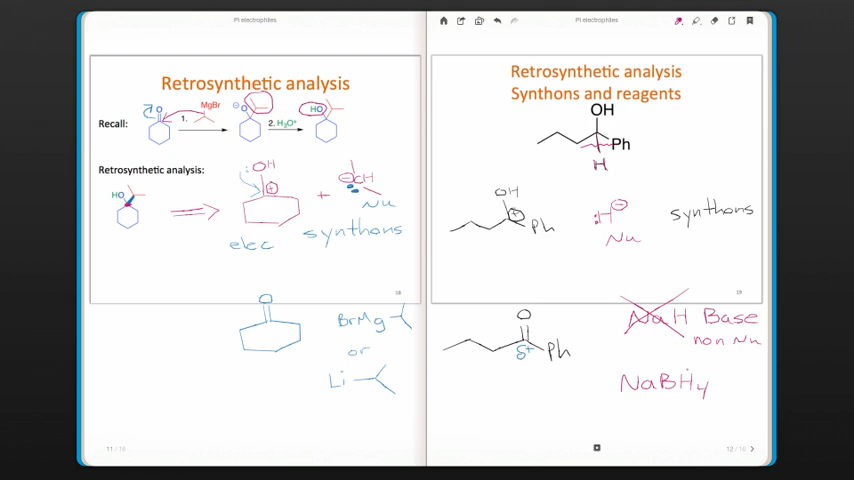 PI electrophiles
Retrosynthetic analysis
Recall:
O
1.
MgBr
O
2. H3O+
HO
Retrosynthetic analysis:
HO
OH
+
+
CH
Nu
elec
synthons
18
O
BrMg
or
Li
11 / 16
PI electrophiles
Retrosynthetic analysis
Synthons and reagents
OH
Ph
H
OH
+
Ph
:H
Nu
synthons
19
O
δ+
Ph
NaH Base
non Nu
NaBH4
12 / 16